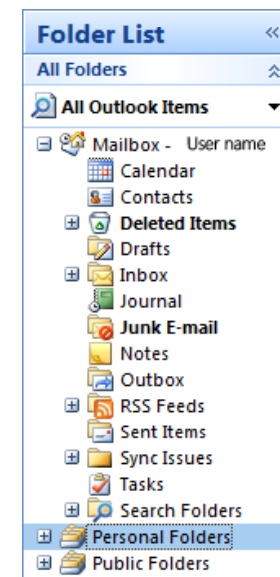 Folder List
All Folders
All Outlook Items
Mailbox - User name
Calendar
Contacts
Deleted Items
Drafts
Inbox
Journal
Junk E-mail
Notes
Outbox
RSS Feeds
Sent Items
Sync Issues
Tasks
Search Folders
Personal Folders
Public Folders